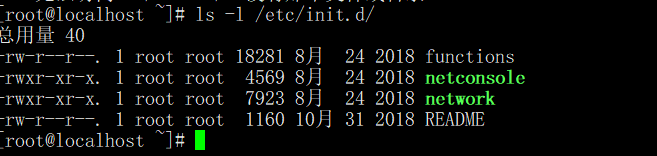 [root@localhost ~]# ls -l /etc/init.d/
总用量 40
-rw-r--r--. 1 root root 18281 8月  24 2018 functions
-rwxr-xr-x. 1 root root  4569 8月  24 2018 netconsole
-rwxr-xr-x. 1 root root  7923 8月  24 2018 network
-rw-r--r--. 1 root root  1160 10月 31 2018 README
[root@localhost ~]#